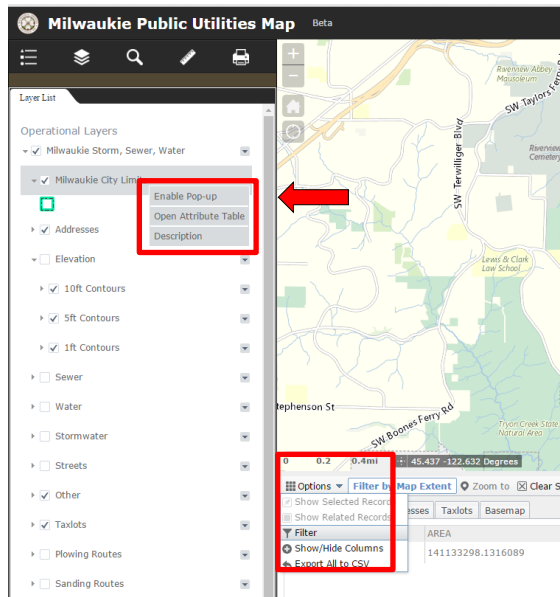 Milwaukie Public Utilities Map Beta
Layer List
Operational Layers
Milwaukie Storm, Sewer, Water
Milwaukie City Limit
Enable Pop-up
Open Attribute Table
Description
Addresses
Elevation
10ft Contours
5ft Contours
1ft Contours
Sewer
Water
Stormwater
Streets
Other
Taxlots
Plowing Routes
Sanding Routes
+
−
Riverview Abbey
Mausoleum
SW Taylors Ferry R
SW Terwilliger Blvd
Riverview
Cemetery
Lewis & Clark
Law School
tephenson St
SW Boones Ferry Rd
Tryon Creek State
Natural Area
0 0.2 0.4mi
45.437 -122.632 Degrees
Options Filter by Map Extent Zoom to Clear S
Show Selected Record
Show Related Records
esses Taxlots Basemap
Filter
AREA
Show/Hide Columns
141133298.1316089
Export All to CSV